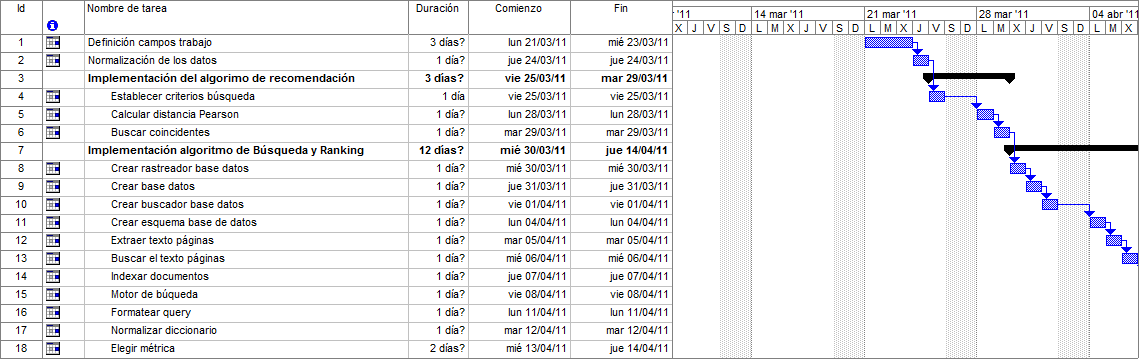 Id Nombre de tarea Duración Comienzo Fin
r '11 14 mar '11 21 mar '11 28 mar '11 04 abr '11
X J V S D L M X J V S D L M X J V S D L M X J V S D L M X
1 Definición campos trabajo 3 días? lun 21/03/11 mié 23/03/11
2 Normalización de los datos 1 día? jue 24/03/11 jue 24/03/11
3 Implementación del algorimo de recomendación 3 días? vie 25/03/11 mar 29/03/11
4 Establecer criterios búsqueda 1 día vie 25/03/11 vie 25/03/11
5 Calcular distancia Pearson 1 día? lun 28/03/11 lun 28/03/11
6 Buscar coincidentes 1 día? mar 29/03/11 mar 29/03/11
7 Implementación algoritmo de Búsqueda y Ranking 12 días? mié 30/03/11 jue 14/04/11
8 Crear rastreador base datos 1 día? mié 30/03/11 mié 30/03/11
9 Crear base datos 1 día? jue 31/03/11 jue 31/03/11
10 Crear buscador base datos 1 día? vie 01/04/11 vie 01/04/11
11 Crear esquema base de datos 1 día? lun 04/04/11 lun 04/04/11
12 Extraer texto páginas 1 día? mar 05/04/11 mar 05/04/11
13 Buscar el texto páginas 1 día? mié 06/04/11 mié 06/04/11
14 Indexar documentos 1 día? jue 07/04/11 jue 07/04/11
15 Motor de búqueda 1 día? vie 08/04/11 vie 08/04/11
16 Formatear query 1 día? lun 11/04/11 lun 11/04/11
17 Normalizar diccionario 1 día? mar 12/04/11 mar 12/04/11
18 Elegir métrica 2 días? mié 13/04/11 jue 14/04/11